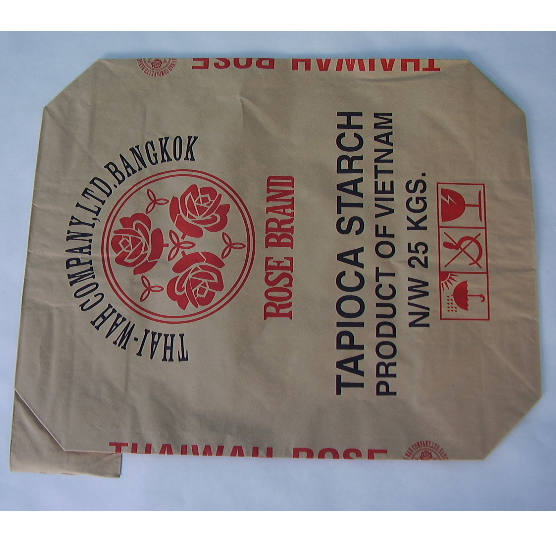 THAI-WAH COMPANY,LTD.BANGKOK
ROSE BRAND
TAPIOCA STARCH
PRODUCT OF VIETNAM
N/W 25 KGS.
THAIWAH ROSE
THAIWAH ROSE